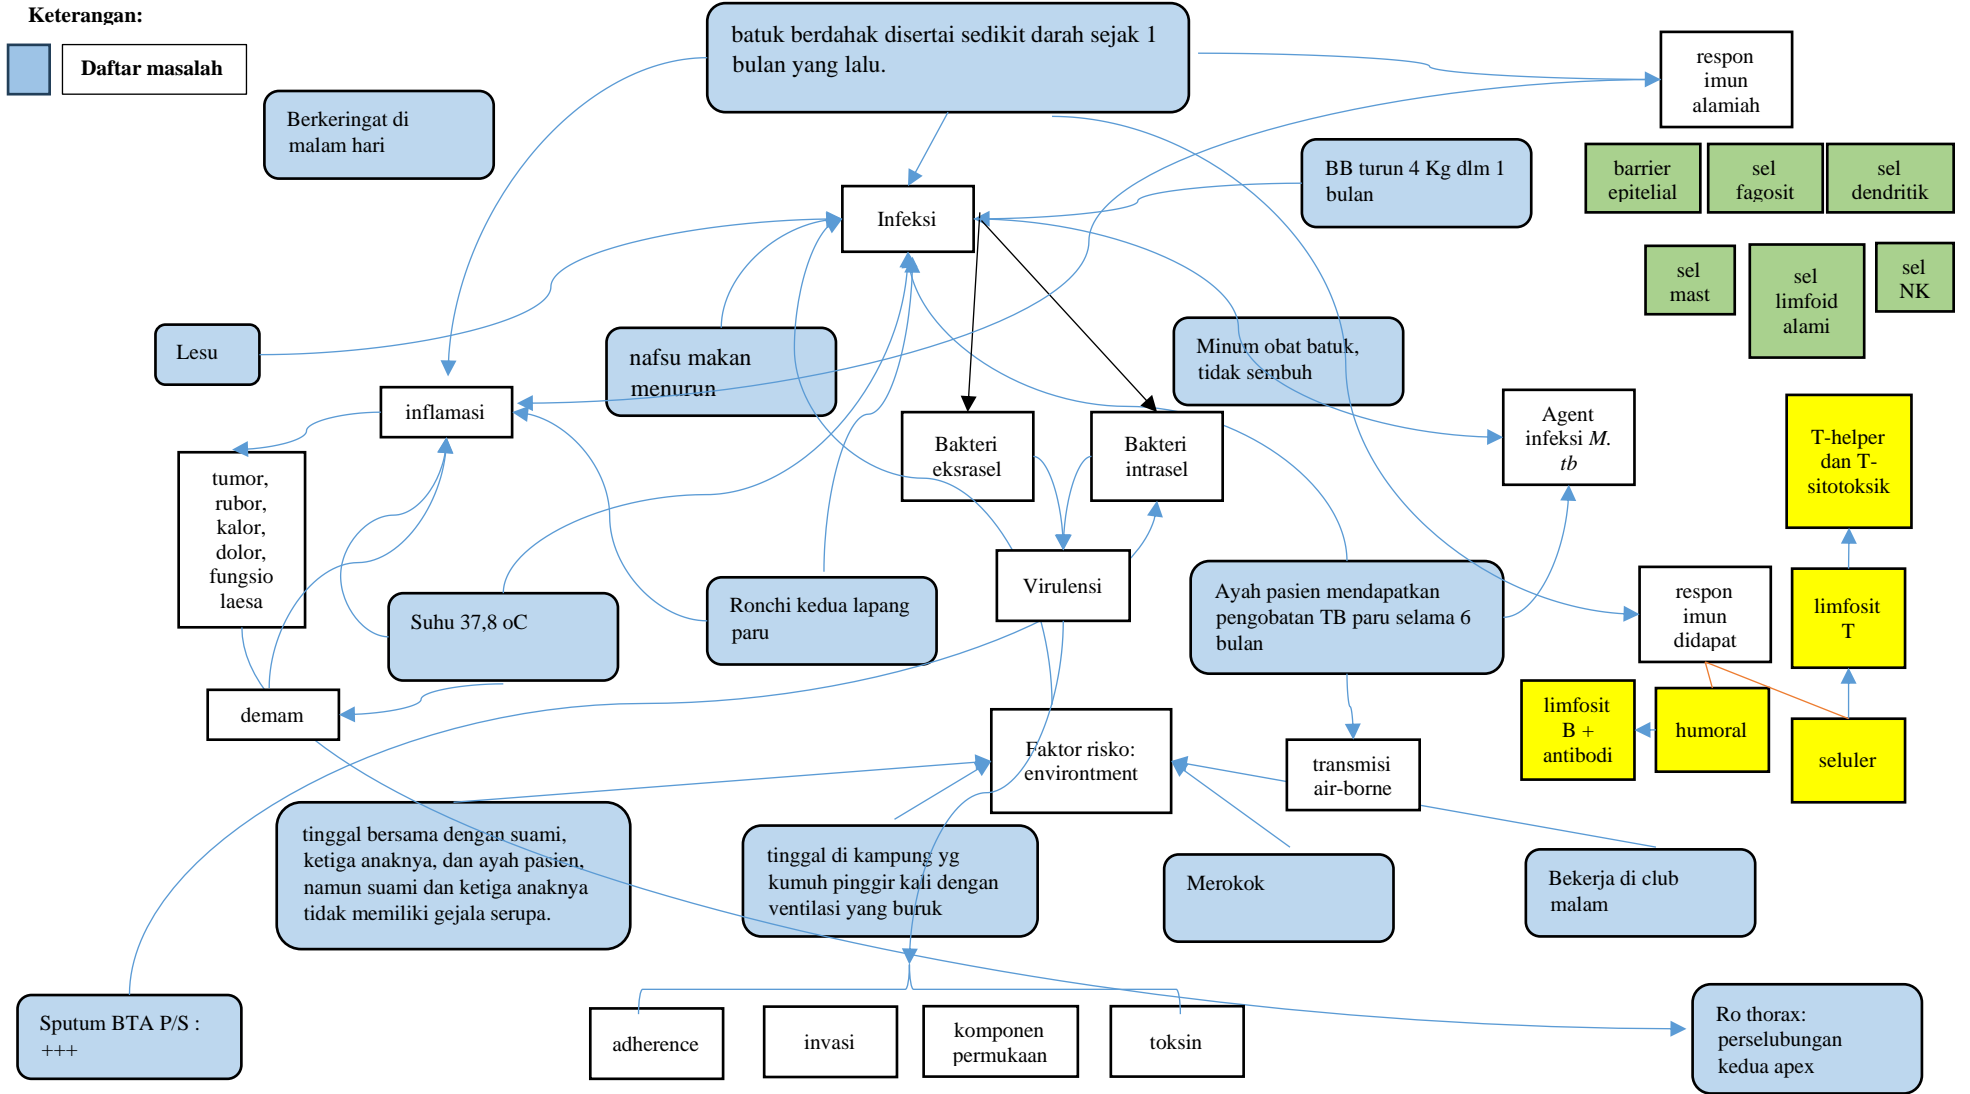 Keterangan:
Daftar masalah
batuk berdahak disertai sedikit darah sejak 1
bulan yang lalu.
respon
imun
alamiah
Berkeringat di
malam hari
BB turun 4 Kg dlm 1
bulan
barrier
epitelial
sel
fagosit
sel
dendritik
Infeksi
sel
mast
sel
limfoid
alami
sel
NK
Lesu
nafsu makan
menurun
Minum obat batuk,
tidak sembuh
inflamasi
Bakteri
eksrasel
Bakteri
intrasel
Agent
infeksi M.
tb
T-helper
dan T-
sitotoksik
tumor,
rubor,
kalor,
dolor,
fungsio
laesa
Suhu 37,8 oC
Ronchi kedua lapang
paru
Virulensi
Ayah pasien mendapatkan
pengobatan TB paru selama 6
bulan
respon
imun
didapat
limfosit
T
demam
Faktor risko:
environtment
transmisi
air-borne
limfosit
B +
antibodi
humoral
seluler
tinggal bersama dengan suami,
ketiga anaknya, dan ayah pasien,
namun suami dan ketiga anaknya
tidak memiliki gejala serupa.
tinggal di kampung yg
kumuh pinggir kali dengan
ventilasi yang buruk
Merokok
Bekerja di club
malam
Sputum BTA P/S :
+++
adherence
invasi
komponen
permukaan
toksin
Ro thorax:
perselubungan
kedua apex